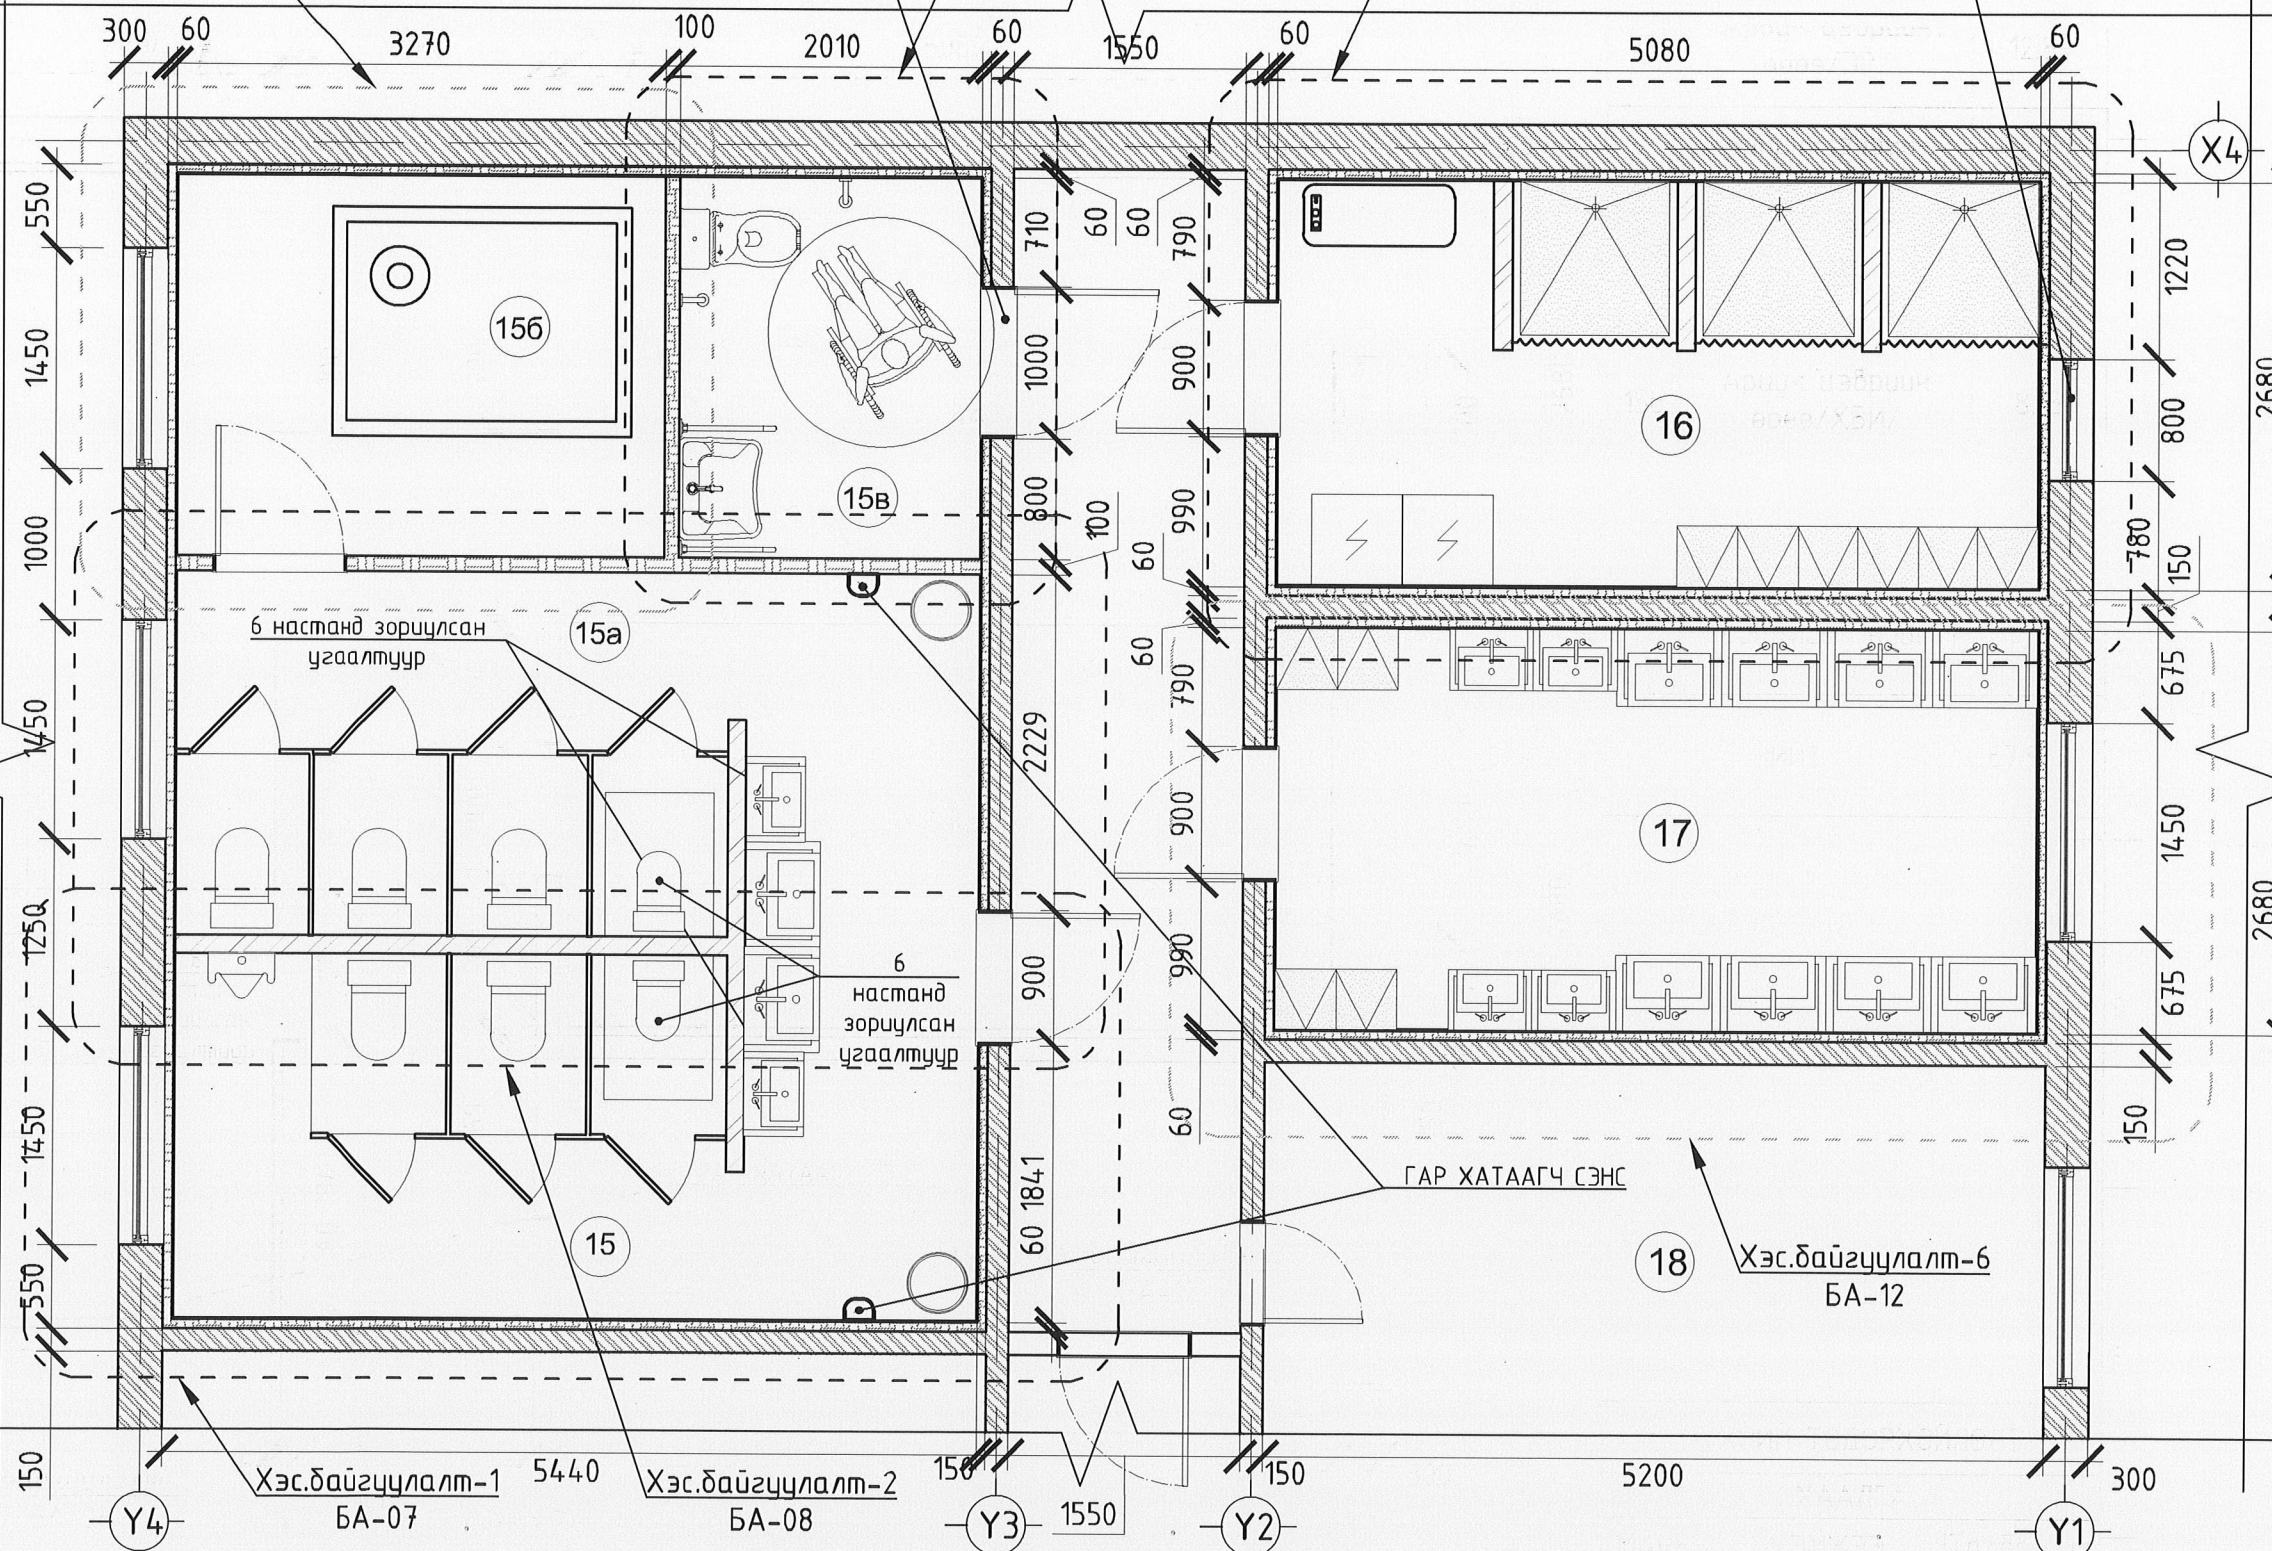 300
60
3270
100
2010
60
1550
60
5080
60
X4
550
1450
1000
1450
1250
1450
550
150
710
1000
800
100
2229
900
1841
60
60
60
790
900
990
60
60
790
900
990
60
1220
800
780
150
675
1450
675
150
2680
2680
15б
15в
16
15а
6 настанд зориулсан
угаалтуур
17
6
настанд
зориулсан
угаалтуур
15
ГАР ХАТААГЧ СЭНС
18
Хэс.байгуулалт-6
БА-12
Хэс.байгуулалт-1
БА-07
5440
Хэс.байгуулалт-2
БА-08
150
1550
150
5200
300
Y4
Y3
Y2
Y1